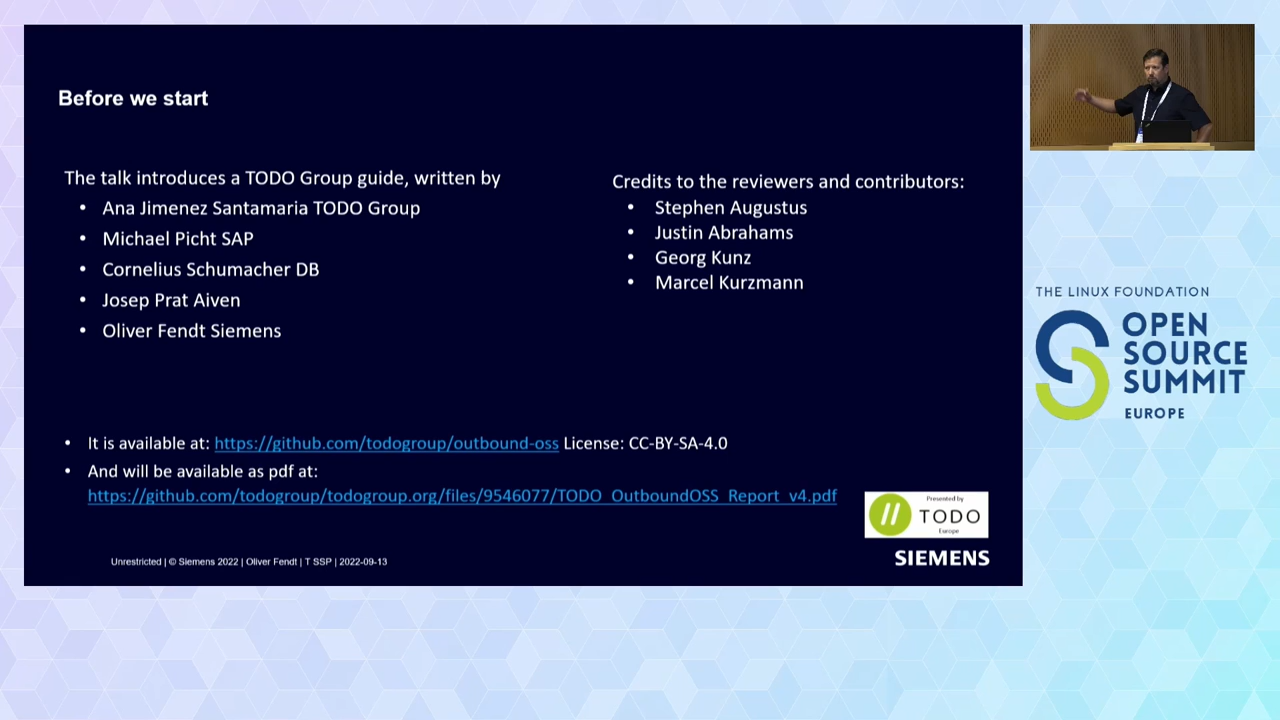 Before we start
The talk introduces a TODO Group guide, written by
• Ana Jimenez Santamaria TODO Group
• Michael Picht SAP
• Cornelius Schumacher DB
• Josep Prat Aiven
• Oliver Fendt Siemens
Credits to the reviewers and contributors:
• Stephen Augustus
• Justin Abrahams
• Georg Kunz
• Marcel Kurzmann
• It is available at: https://github.com/todogroup/outbound-oss License: CC-BY-SA-4.0
• And will be available as pdf at:
https://github.com/todogroup/todogroup.org/files/9546077/TODO_OutboundOSS_Report_v4.pdf
Presented by
TODO
Europe
SIEMENS
Unrestricted | © Siemens 2022 | Oliver Fendt | T SSP | 2022-09-13
THE LINUX FOUNDATION
OPEN
SOURCE
SUMMIT
EUROPE